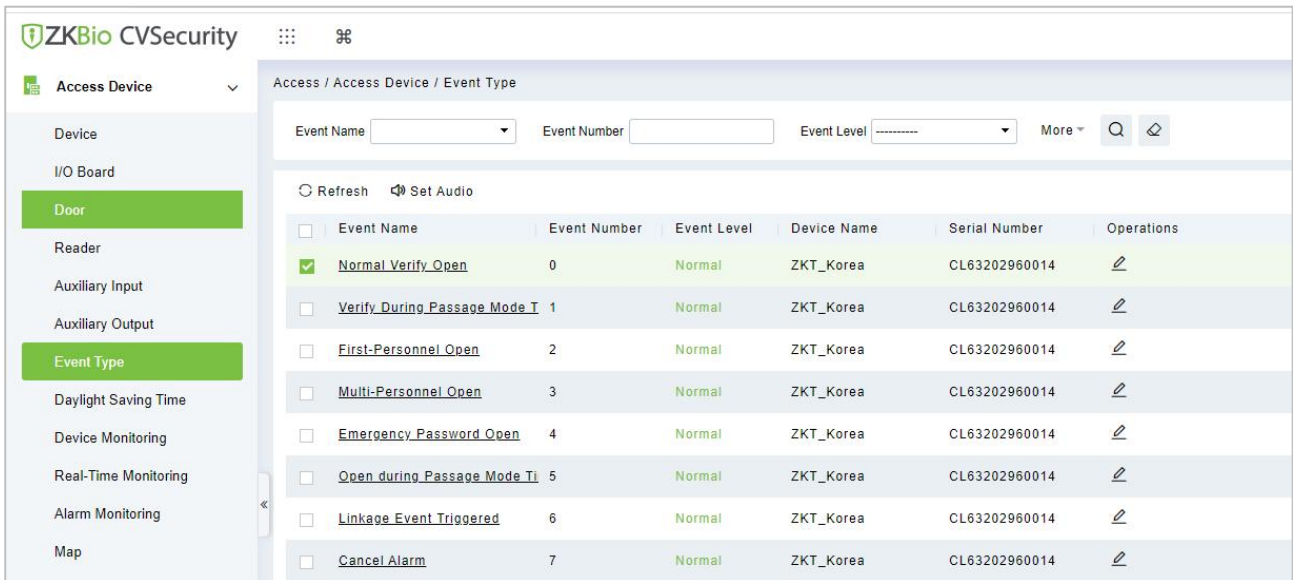 ZKBio CVSecurity
Access Device
Device
I/O Board
Door
Reader
Auxiliary Input
Auxiliary Output
Event Type
Daylight Saving Time
Device Monitoring
Real-Time Monitoring
Alarm Monitoring
Map
Access / Access Device / Event Type
Event Name Event Number Event Level ---------- More
Refresh Set Audio
Event Name Event Number Event Level Device Name Serial Number Operations
Normal Verify Open 0 Normal ZKT_Korea CL63202960014
Verify During Passage Mode T 1 Normal ZKT_Korea CL63202960014
First-Personnel Open 2 Normal ZKT_Korea CL63202960014
Multi-Personnel Open 3 Normal ZKT_Korea CL63202960014
Emergency Password Open 4 Normal ZKT_Korea CL63202960014
Open during Passage Mode Ti 5 Normal ZKT_Korea CL63202960014
Linkage Event Triggered 6 Normal ZKT_Korea CL63202960014
Cancel Alarm 7 Normal ZKT_Korea CL63202960014